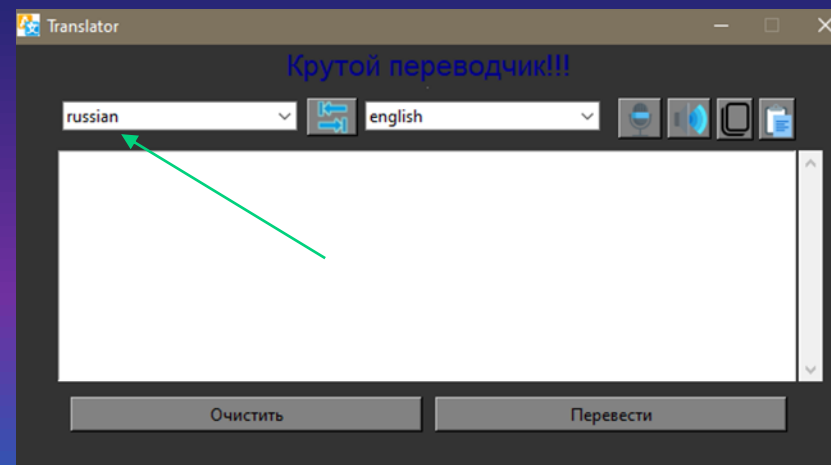 Translator
Крутой переводчик!!!
russian english
Очистить Перевести